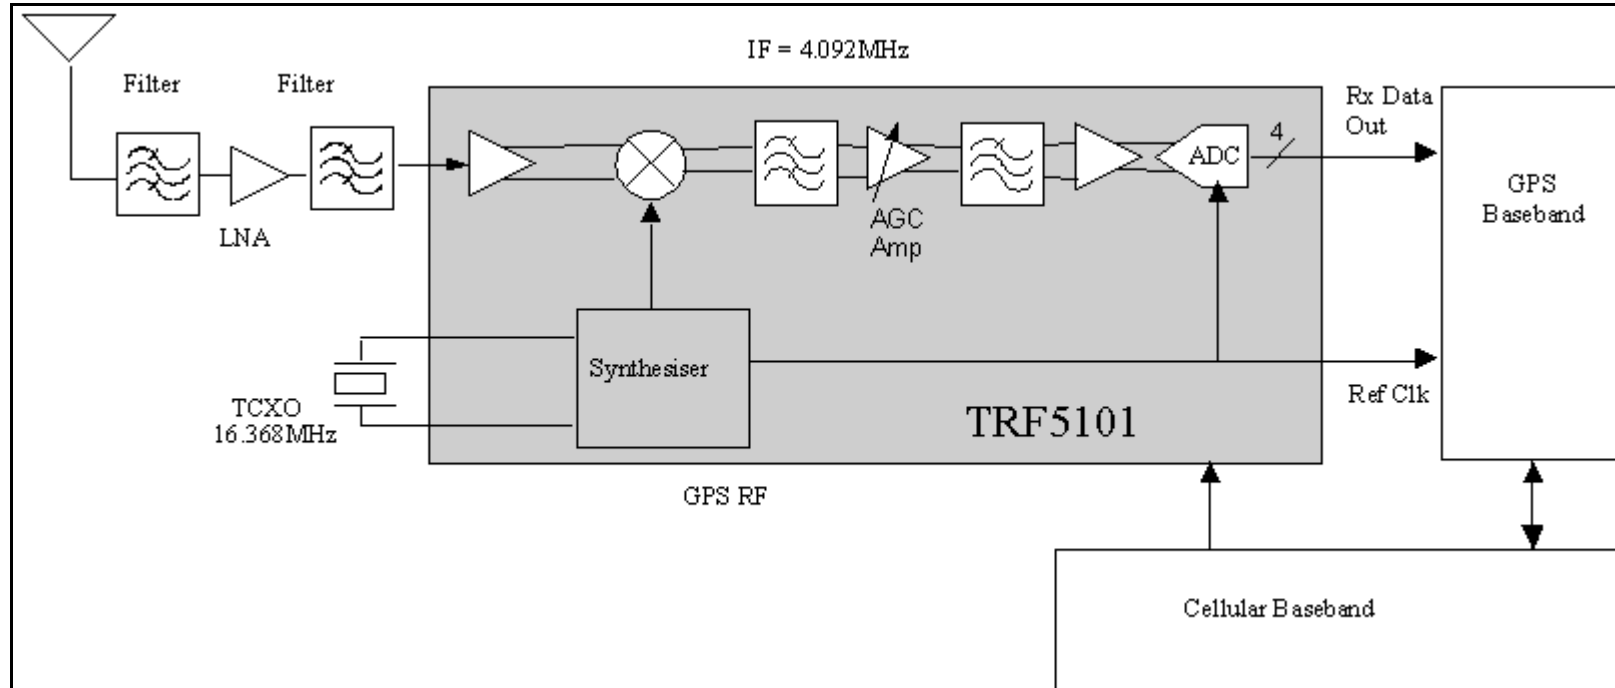 IF = 4.092MHz
Filter
Filter
Rx Data
Out
4
ADC
GPS
Baseband
LNA
AGC
Amp
Synthesiser
TCXO
16.368MHz
Ref Clk
TRF5101
GPS RF
Cellular Baseband